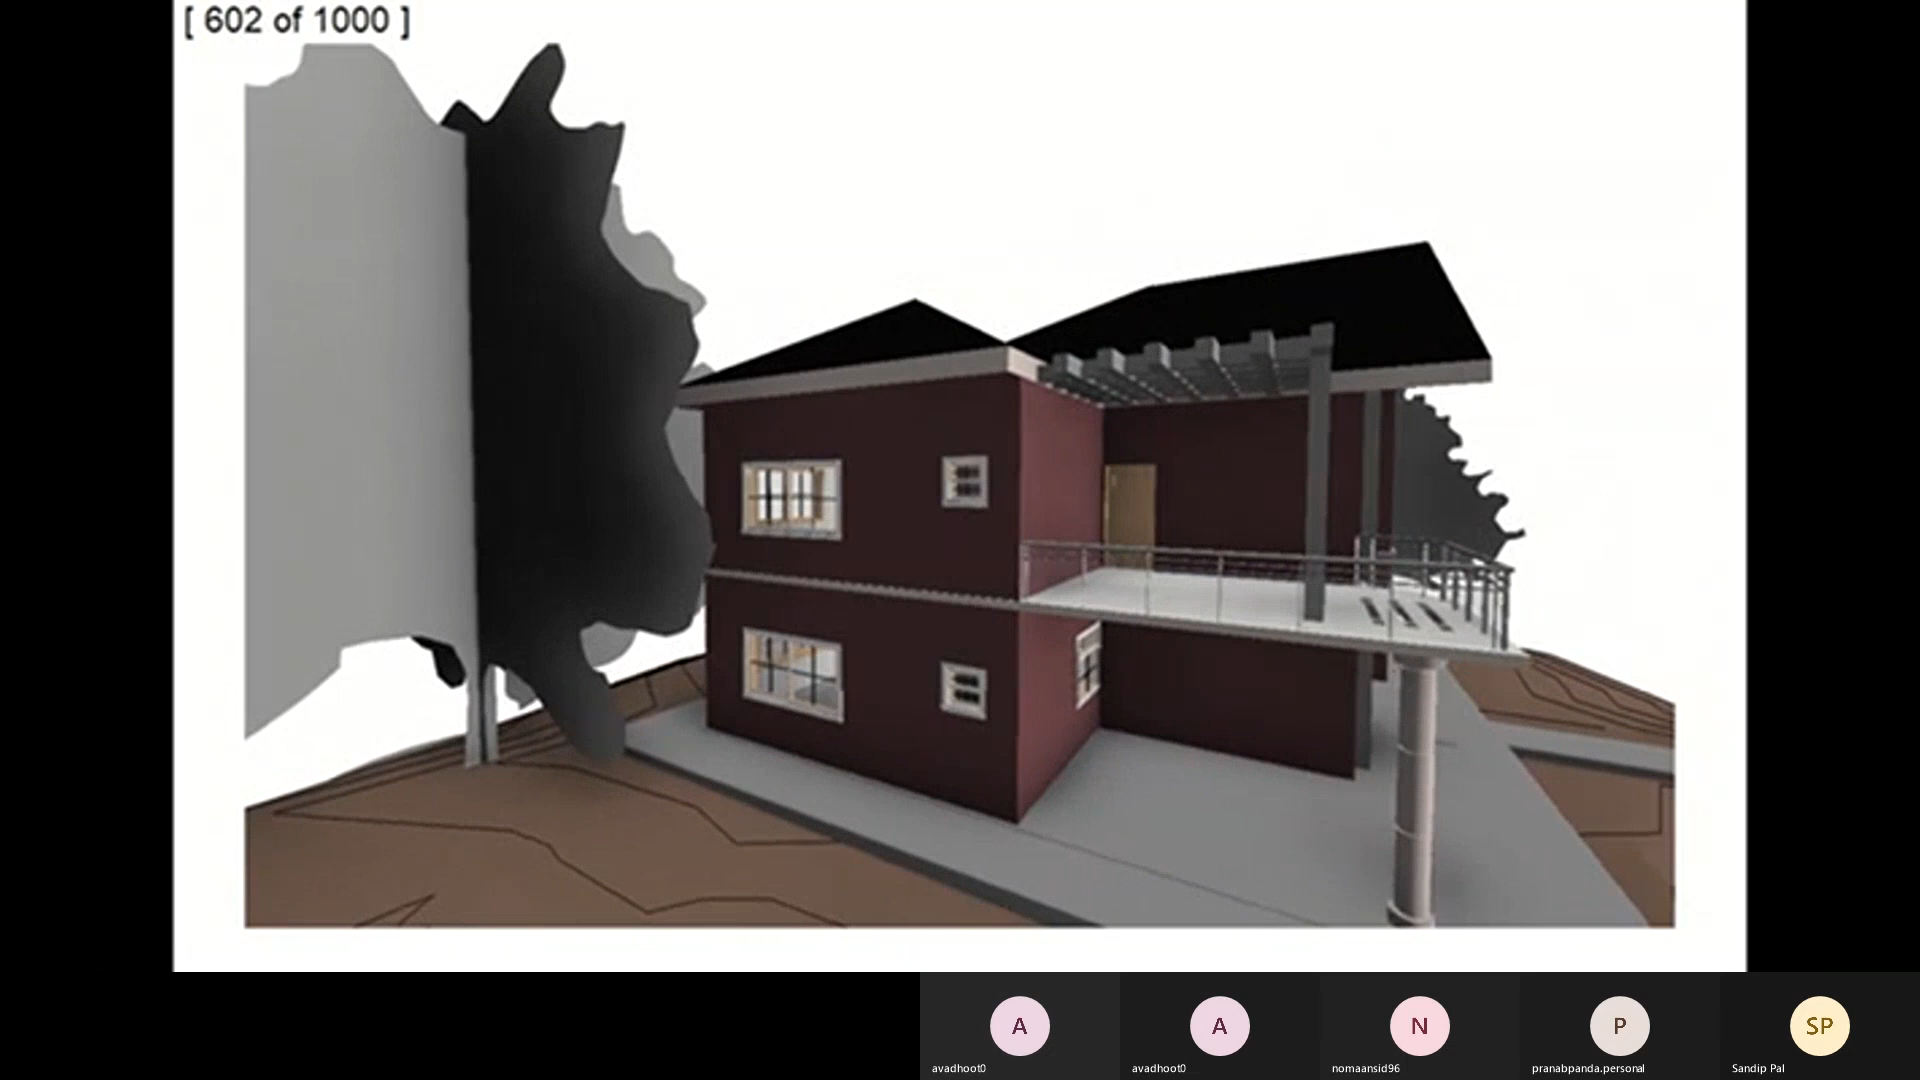 [ 602 of 1000 ]
A
A
N
P
SP
avadhoot0
avadhoot0
nomaansid96
pranabpanda.personal
Sandip Pal